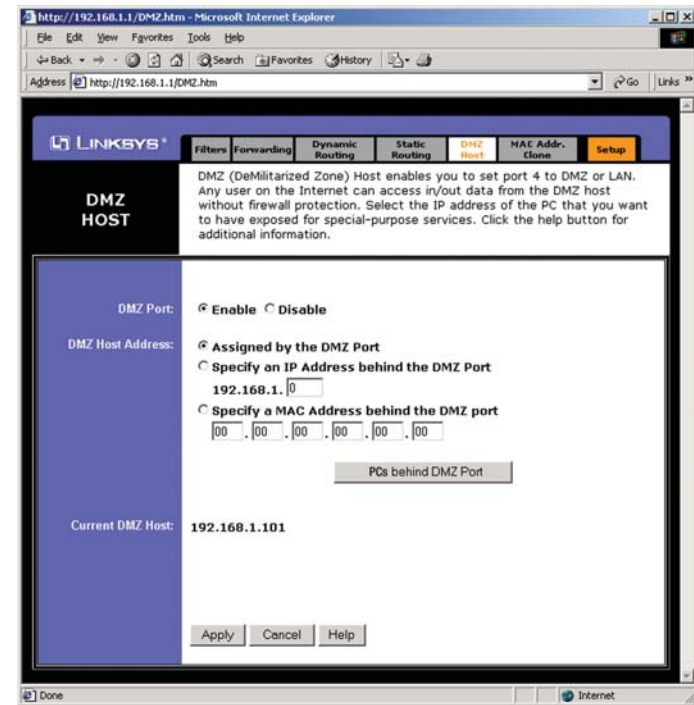 http://192.168.1.1/DMZ.htm - Microsoft Internet Explorer
File Edit View Favorites Tools Help
Back Search Favorites History
Address http://192.168.1.1/DMZ.htm Go Links »
LINKSYS®
Filters Forwarding Dynamic Routing Static Routing DMZ Host MAC Addr. Clone Setup
DMZ HOST
DMZ (DeMilitarized Zone) Host enables you to set port 4 to DMZ or LAN.
Any user on the Internet can access in/out data from the DMZ host
without firewall protection. Select the IP address of the PC that you want
to have exposed for special-purpose services. Click the help button for
additional information.
DMZ Port: Enable Disable
DMZ Host Address: Assigned by the DMZ Port
Specify an IP Address behind the DMZ Port
192.168.1. 0
Specify a MAC Address behind the DMZ port
00 . 00 . 00 . 00 . 00 . 00
PCs behind DMZ Port
Current DMZ Host: 192.168.1.101
Apply Cancel Help
Done Internet